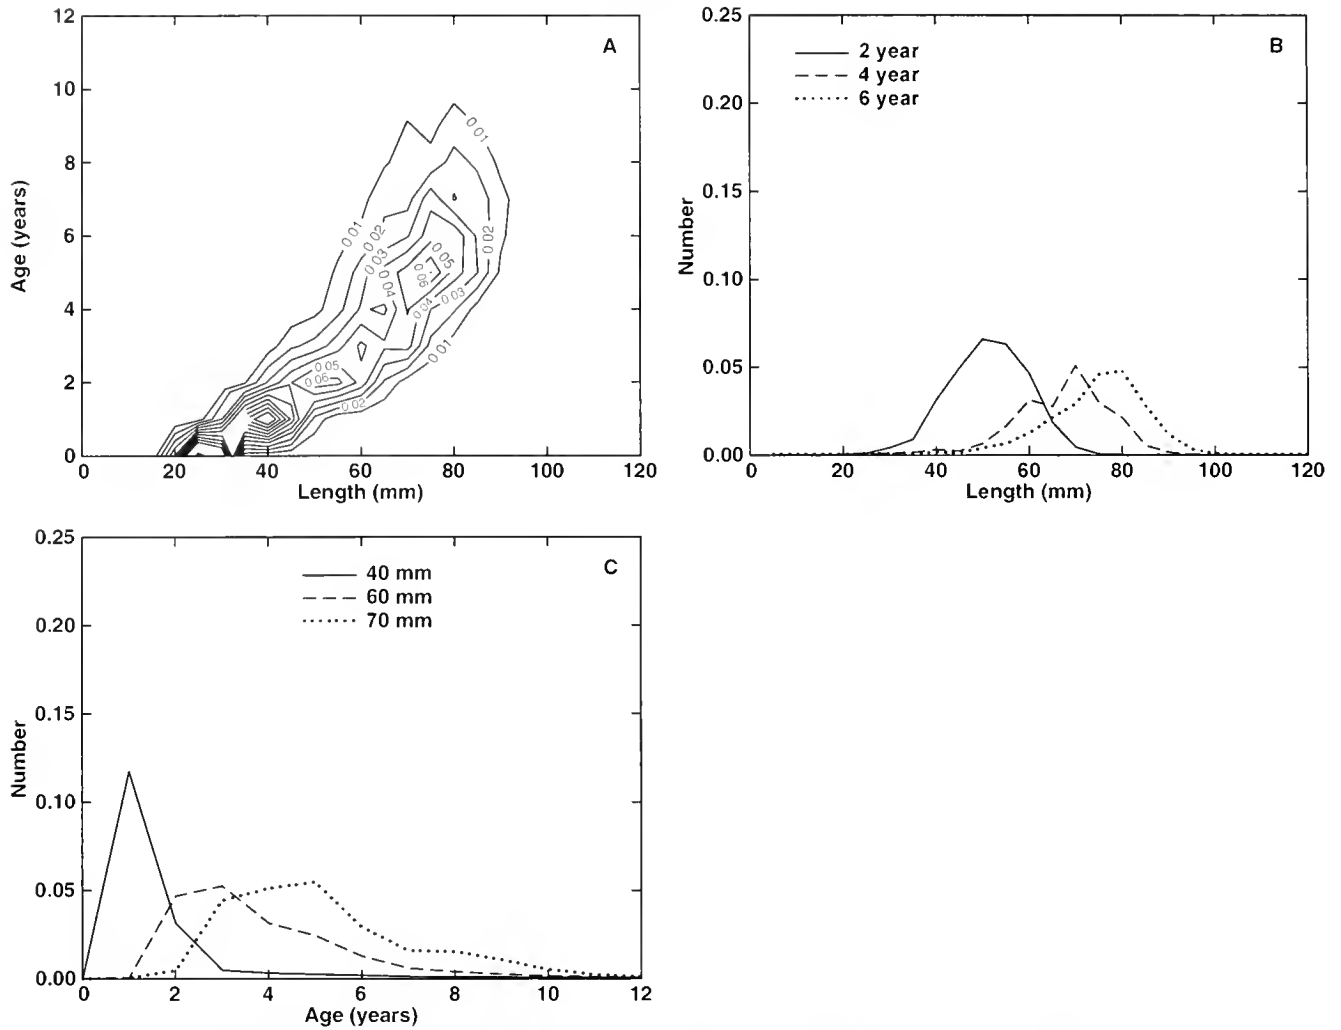 A
12
10
8
6
4
2
0
Age (years)
0.01
0.01
0.02
0.03
0.04
0.05
0.06
0.02
0.03
0.04
0.01
0.05
0.06
0.02
0 20 40 60 80 100 120
Length (mm)
B
2 year
4 year
6 year
0.25
0.20
0.15
0.10
0.05
0.00
Number
0 20 40 60 80 100 120
Length (mm)
C
40 mm
60 mm
70 mm
0.25
0.20
0.15
0.10
0.05
0.00
Number
0 2 4 6 8 10 12
Age (years)